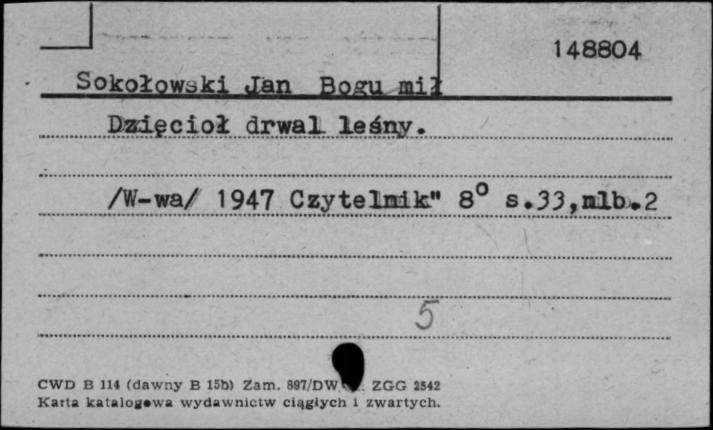 148804
Sokołowski Jan Bogu mił
Dzięcioł drwal leśny.
/W-wa/ 1947 Czytelnik" 8° s.33,nlb.2
5
CWD B 114 (dawny B 15b) Zam. 897/DW ZGG 2542
Karta katalogowa wydawnictw ciągłych i zwartych.